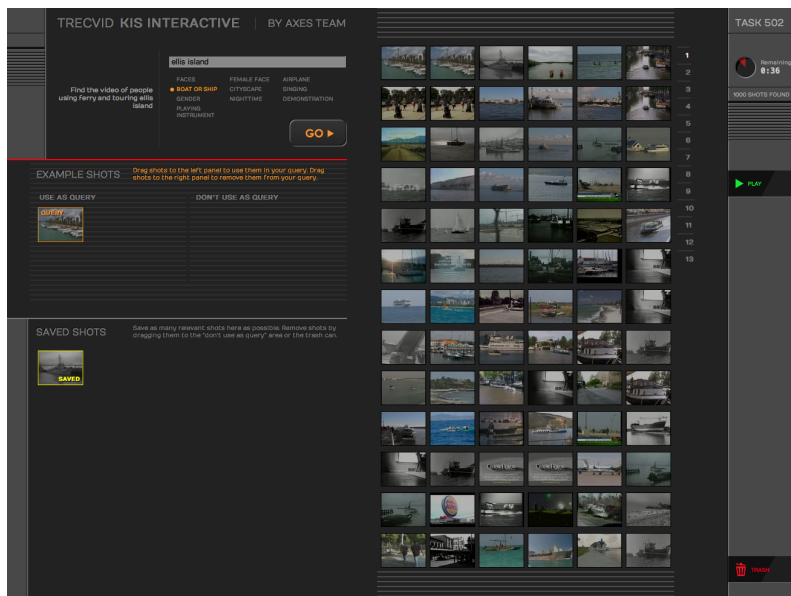 TRECVID KIS INTERACTIVE | BY AXES TEAM
TASK 502
Find the video of people
using ferry and touring ellis
island
ellis island
FACES FEMALE FACE AIRPLANE
BOAT OR SHIP CITYSCAPE SINGING
GENDER NIGHTTIME DEMONSTRATION
PLAYING
INSTRUMENT
GO
Remaining
0:36
1000 SHOTS FOUND
EXAMPLE SHOTS
Drag shots to the left panel to use them in your query. Drag
shots to the right panel to remove them from your query.
USE AS QUERY DON'T USE AS QUERY
QUERY
PLAY
SAVED SHOTS
Save as many relevant shots here as possible. Remove shots by
dragging them to the "don't use as query" area or the trash can.
SAVED
1
2
3
4
5
6
7
8
9
10
11
12
13
TRASH